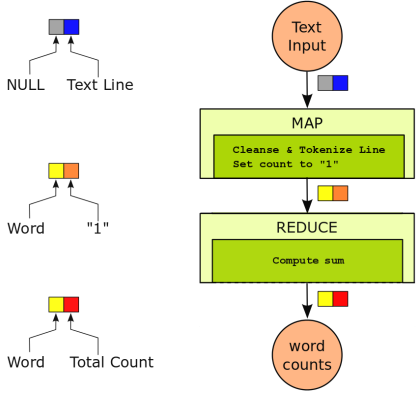 NULL Text Line
Word "1"
Word Total Count
Text
Input
MAP
Cleanse & Tokenize Line
Set count to "1"
REDUCE
Compute sum
word
counts